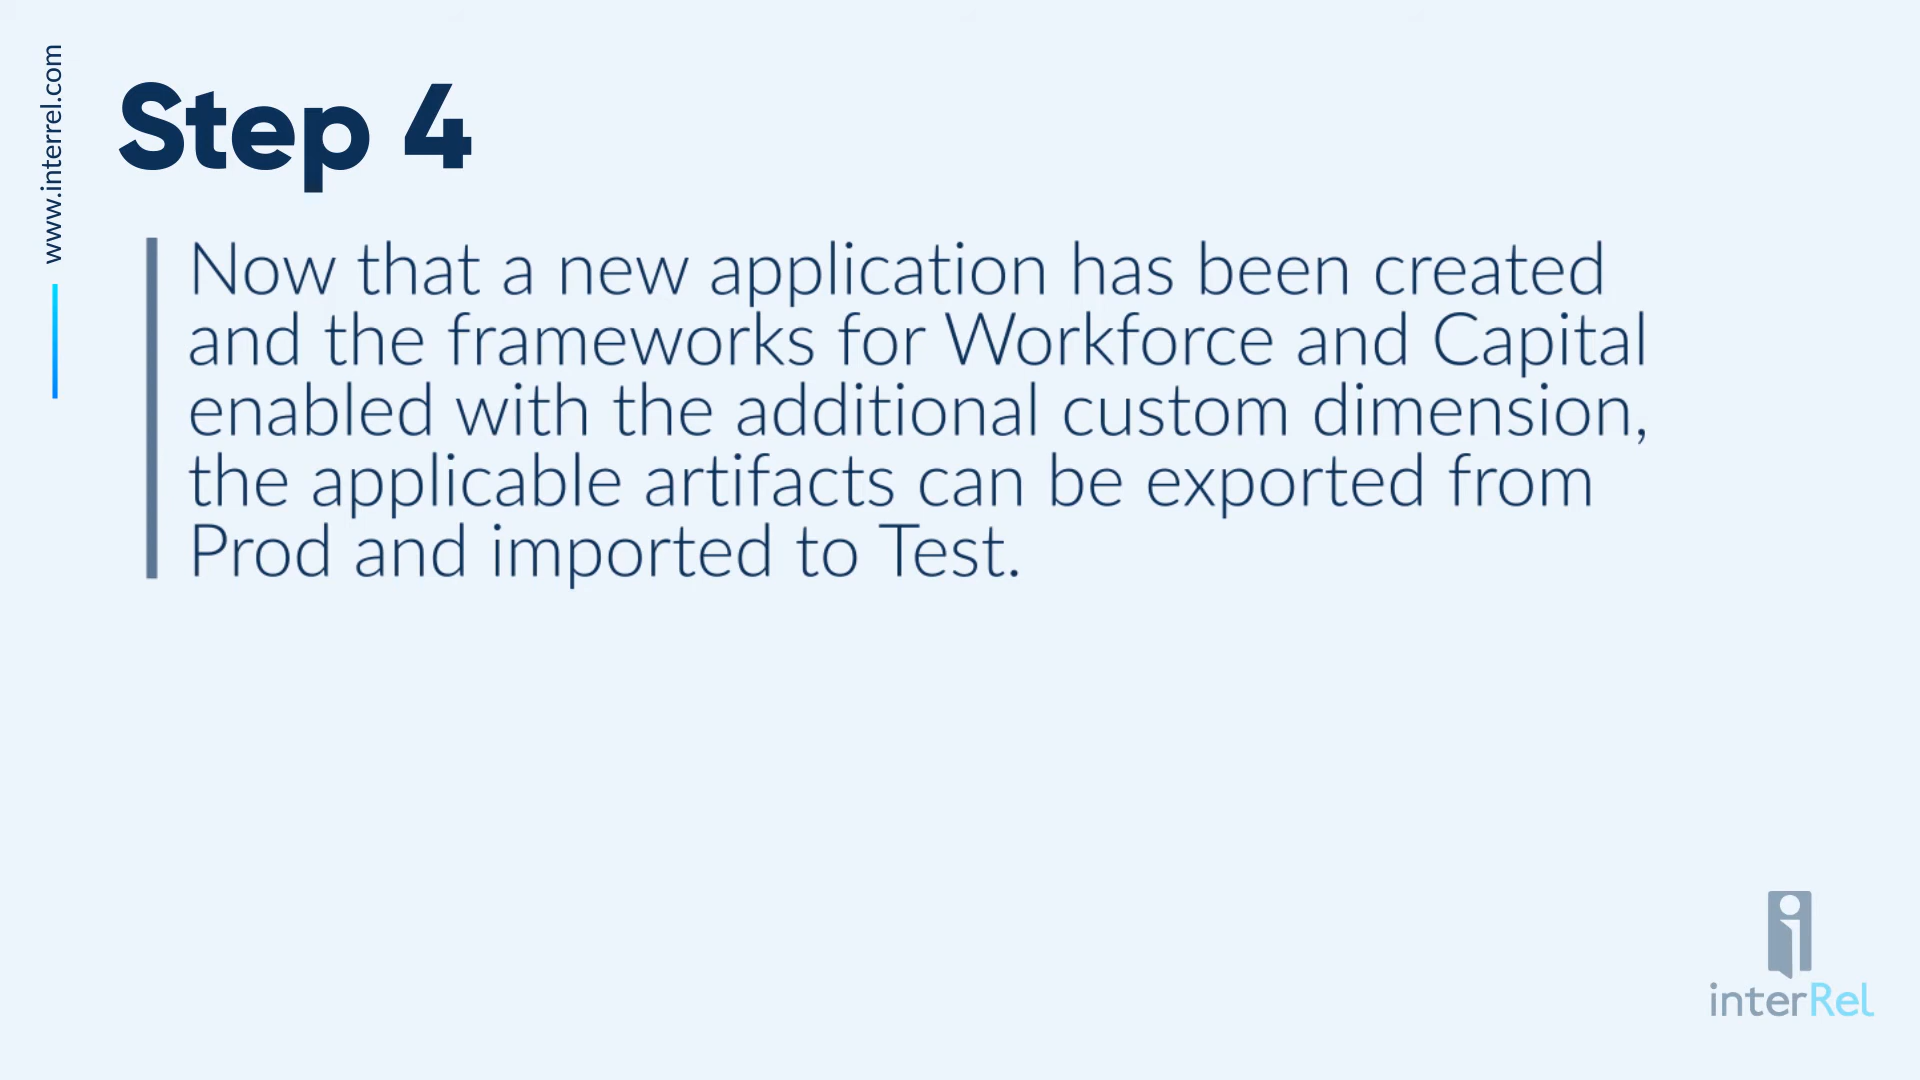 www.interrel.com
Step 4
Now that a new application has been created
and the frameworks for Workforce and Capital
enabled with the additional custom dimension,
the applicable artifacts can be exported from
Prod and imported to Test.
interRel